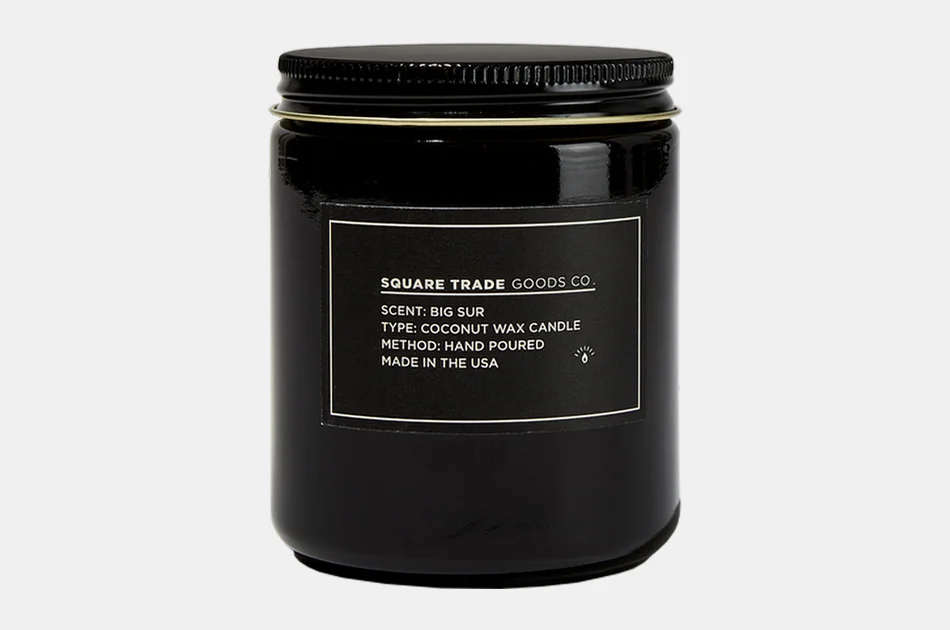 SQUARE TRADE GOODS CO.
SCENT: BIG SUR
TYPE: COCONUT WAX CANDLE
METHOD: HAND POURED
MADE IN THE USA